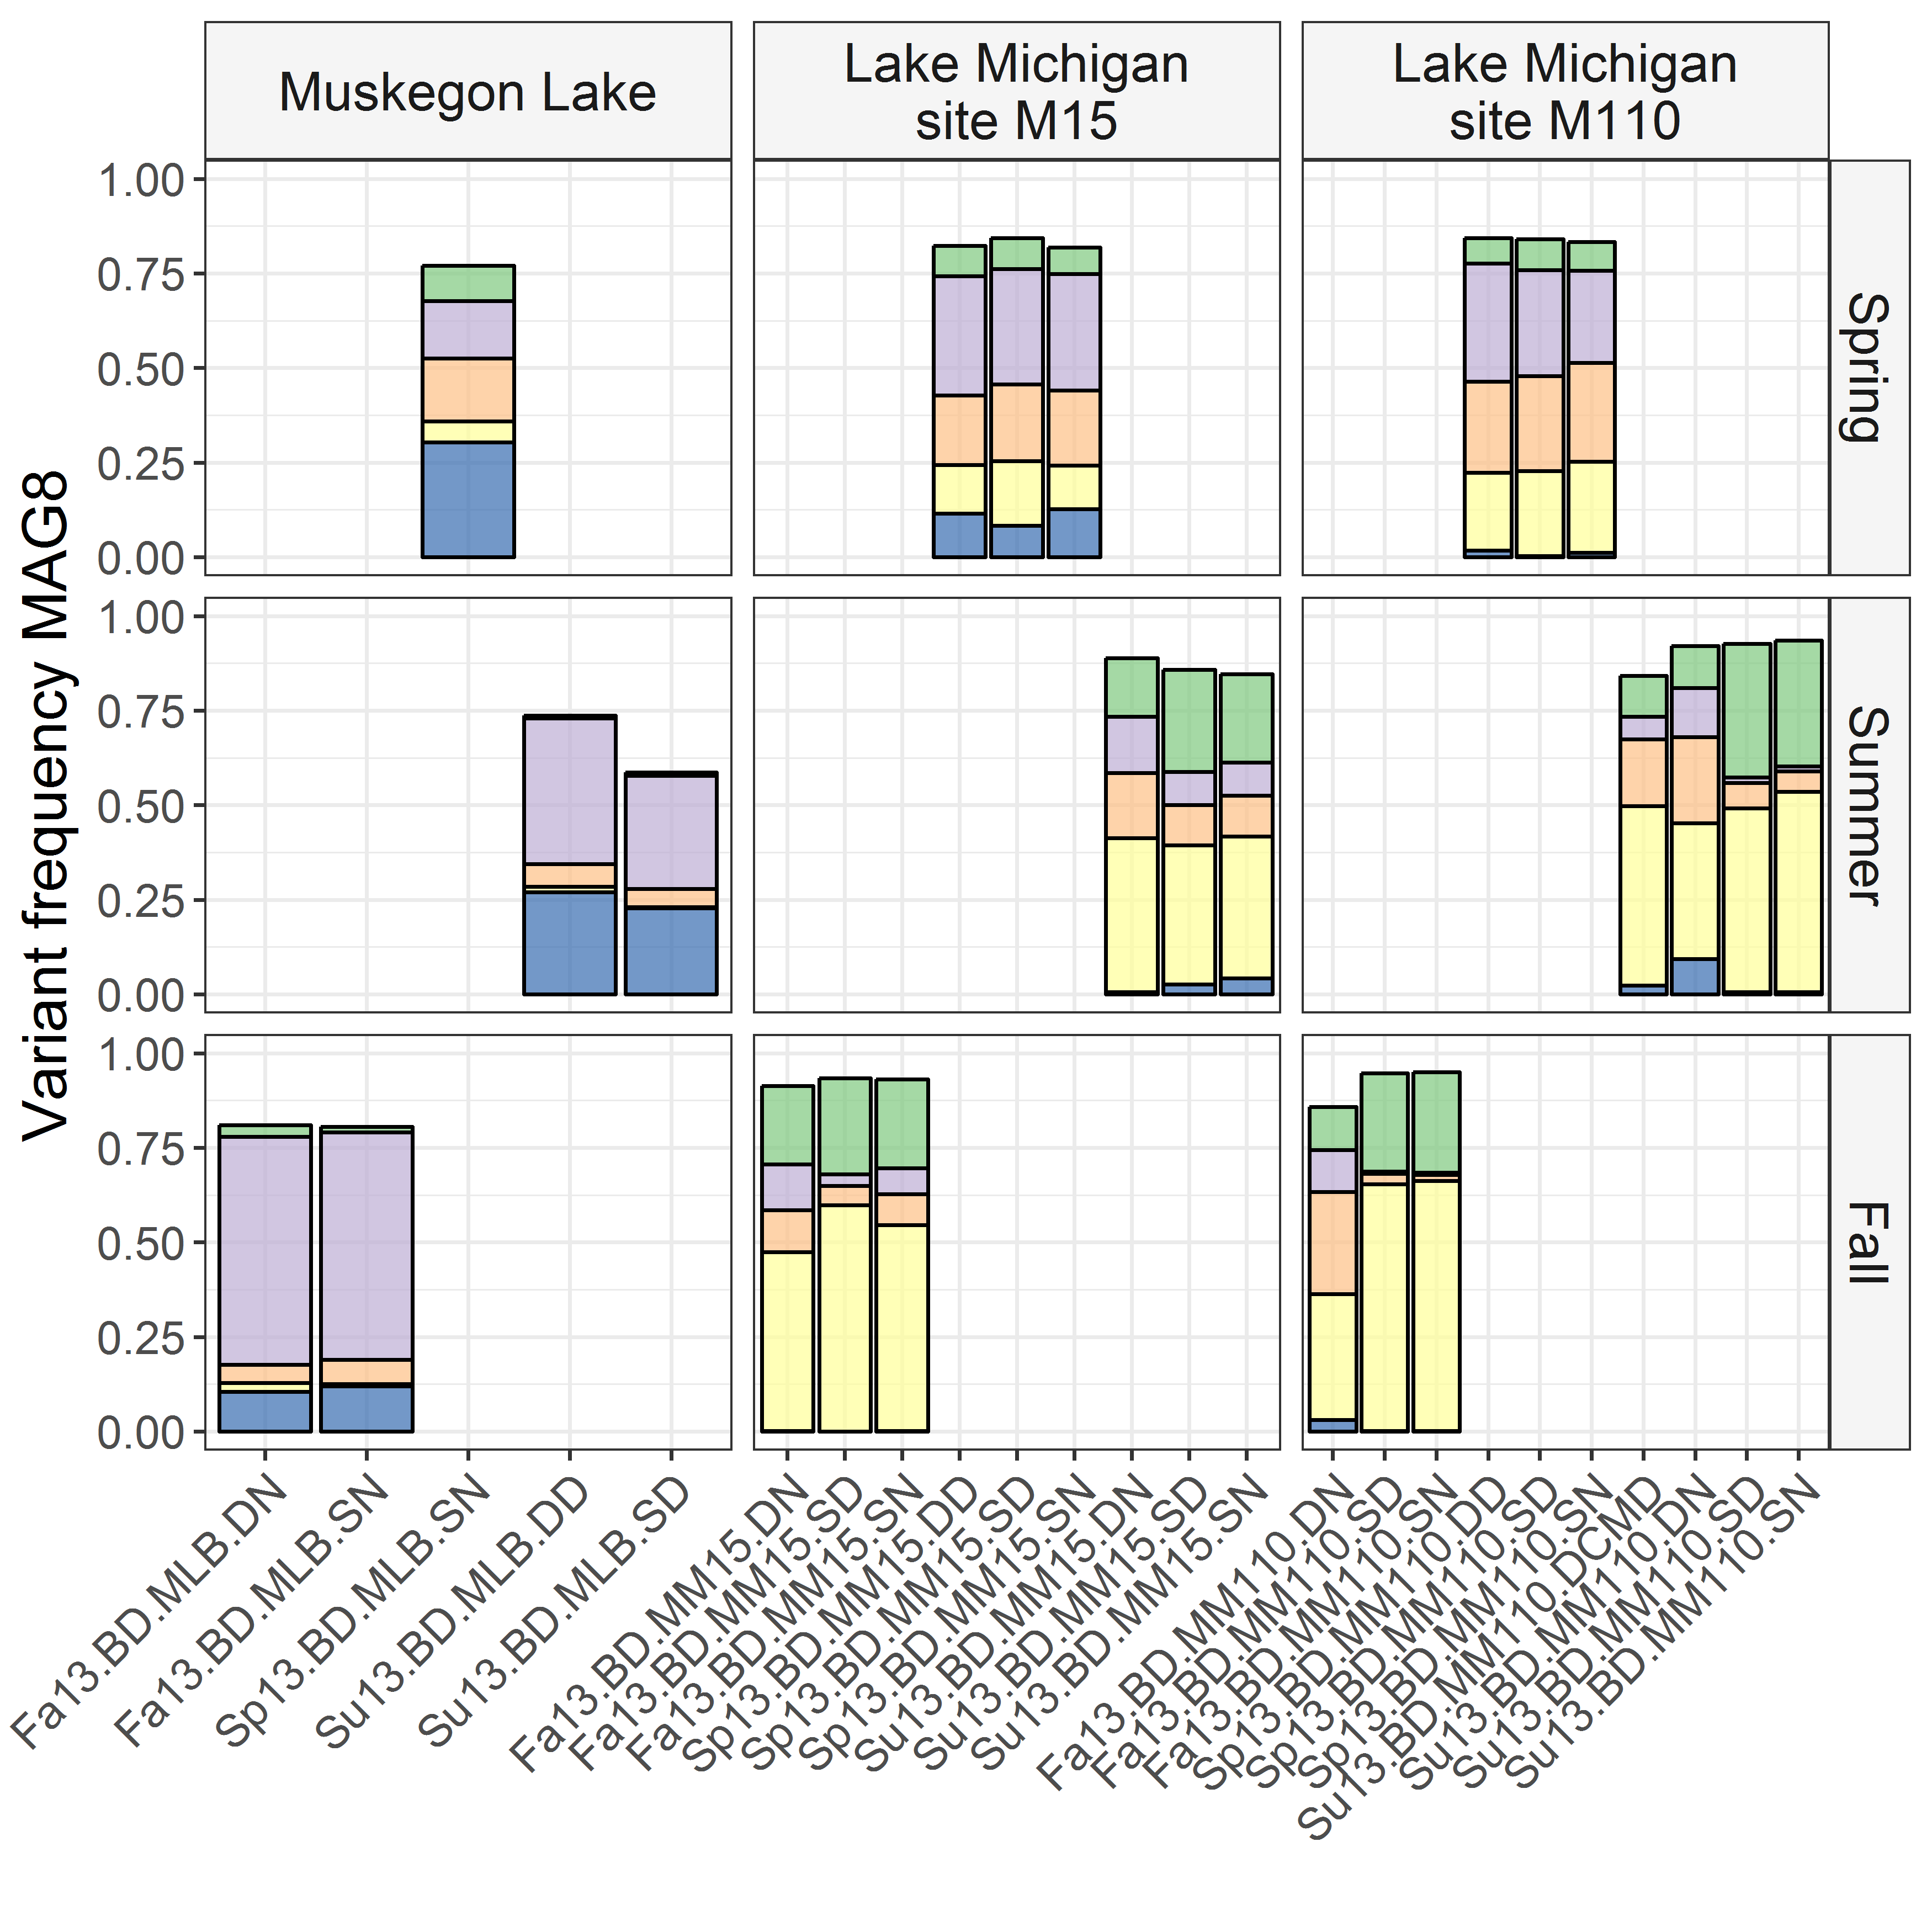 Muskegon Lake
Lake Michigan
site M15
Lake Michigan
site M110
Variant frequency MAG8
1.00
0.75
0.50
0.25
0.00
Spring
1.00
0.75
0.50
0.25
0.00
Summer
1.00
0.75
0.50
0.25
0.00
Fall
Fa13.BD.MLB.DN
Fa13.BD.MLB.SN
Sp13.BD.MLB.SN
Su13.BD.MLB.DD
Su13.BD.MLB.SD
Fa13.BD.MM15.DN
Fa13.BD.MM15.SD
Fa13.BD.MM15.SN
Sp13.BD.MM15.DD
Sp13.BD.MM15.SD
Sp13.BD.MM15.SN
Su13.BD.MM15.DN
Su13.BD.MM15.SD
Su13.BD.MM15.SN
Fa13.BD.MM110.DN
Fa13.BD.MM110.SD
Fa13.BD.MM110.SN
Sp13.BD.MM110.DD
Sp13.BD.MM110.SD
Sp13.BD.MM110.SN
Su13.BD.MM110.DCMD
Su13.BD.MM110.DN
Su13.BD.MM110.SD
Su13.BD.MM110.SN